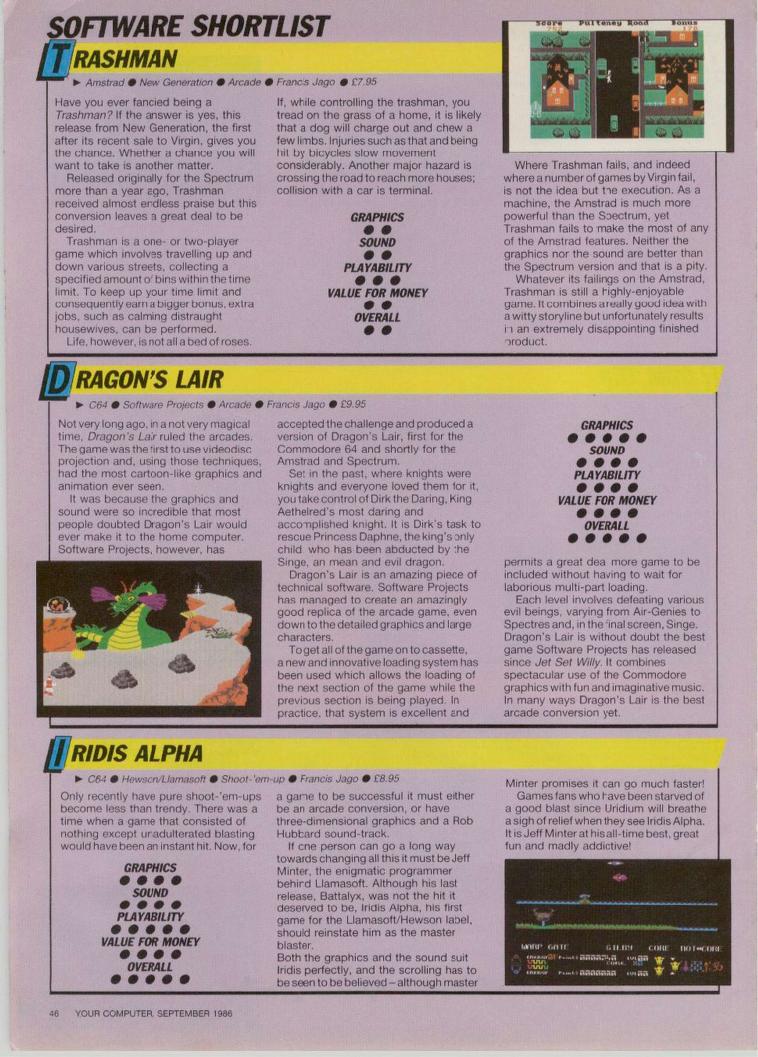 SOFTWARE SHORTLIST
TRASHMAN
► Amstrad ● New Generation ● Arcade ● Francis Jago ● £7.95
Have you ever fancied being a
Trashman? If the answer is yes, this
release from New Generation, the first
after its recent sale to Virgin, gives you
the chance. Whether a chance you will
want to take is another matter.
Released originally for the Spectrum
more than a year ago, Trashman
received almost endless praise but this
conversion leaves a great deal to be
desired.
Trashman is a one- or two-player
game which involves travelling up and
down various streets, collecting a
specified amount of bins within the time
limit. To keep up your time limit and
consequently earn a bigger bonus, extra
jobs, such as calming distraught
housewives, can be performed.
Life, however, is not all a bed of roses.
If, while controlling the trashman, you
tread on the grass of a home, it is likely
that a dog will charge out and chew a
few limbs. Injuries such as that and being
hit by bicycles slow movement
considerably. Another major hazard is
crossing the road to reach more houses;
collision with a car is terminal.
GRAPHICS
● ●
SOUND
● ●
PLAYABILITY
● ● ●
VALUE FOR MONEY
● ●
OVERALL
● ●
Score Pulteney Road Bonus
Where Trashman fails, and indeed
where a number of games by Virgin fail,
is not the idea but the execution. As a
machine, the Amstrad is much more
powerful than the Spectrum, yet
Trashman fails to make the most of any
of the Amstrad features. Neither the
graphics nor the sound are better than
the Spectrum version and that is a pity.
Whatever its failings on the Amstrad,
Trashman is still a highly-enjoyable
game. It combines a really good idea with
a witty storyline but unfortunately results
in an extremely disappointing finished
product.
DRAGON'S LAIR
► C64 ● Software Projects ● Arcade ● Francis Jago ● £9.95
Not very long ago, in a not very magical
time, Dragon's Lair ruled the arcades.
The game was the first to use videodisc
projection and, using those techniques,
had the most cartoon-like graphics and
animation ever seen.
It was because the graphics and
sound were so incredible that most
people doubted Dragon's Lair would
ever make it to the home computer.
Software Projects, however, has
accepted the challenge and produced a
version of Dragon's Lair, first for the
Commodore 64 and shortly for the
Amstrad and Spectrum.
Set in the past, where knights were
knights and everyone loved them for it,
you take control of Dirk the Daring, King
Aethelred's most daring and
accomplished knight. It is Dirk's task to
rescue Princess Daphne, the king's only
child who has been abducted by the
Singe, an mean and evil dragon.
Dragon's Lair is an amazing piece of
technical software. Software Projects
has managed to create an amazingly
good replica of the arcade game, even
down to the detailed graphics and large
characters.
To get all of the game on to cassette,
a new and innovative loading system has
been used which allows the loading of
the next section of the game while the
previous section is being played. In
practice, that system is excellent and
GRAPHICS
● ● ● ● ●
SOUND
● ● ● ●
PLAYABILITY
● ● ● ●
VALUE FOR MONEY
● ● ● ●
OVERALL
● ● ● ● ●
permits a great dea more game to be
included without having to wait for
laborious multi-part loading.
Each level involves defeating various
evil beings, varying from Air-Genies to
Spectres and, in the final screen, Singe.
Dragon's Lair is without doubt the best
game Software Projects has released
since Jet Set Willy. It combines
spectacular use of the Commodore
graphics with fun and imaginative music.
In many ways Dragon's Lair is the best
arcade conversion yet.
IRIDIS ALPHA
► C64 ● Hewson/Llamasoft ● Shoot-'em-up ● Francis Jago ● £8.95
Only recently have pure shoot-'em-ups
become less than trendy. There was a
time when a game that consisted of
nothing except unadulterated blasting
would have been an instant hit. Now, for
GRAPHICS
● ● ● ●
SOUND
● ● ● ●
PLAYABILITY
● ● ● ● ●
VALUE FOR MONEY
● ● ● ●
OVERALL
● ● ● ● ●
a game to be successful it must either
be an arcade conversion, or have
three-dimensional graphics and a Rob
Hubbard sound-track.
If one person can go a long way
towards changing all this it must be Jeff
Minter, the enigmatic programmer
behind Llamasoft. Although his last
release, Battalyx, was not the hit it
deserved to be, Iridis Alpha, his first
game for the Llamasoft/Hewson label,
should reinstate him as the master
blaster.
Both the graphics and the sound suit
Iridis perfectly, and the scrolling has to
be seen to be believed – although master
Minter promises it can go much faster!
Games fans who have been starved of
a good blast since Uridium will breathe
a sigh of relief when they see Iridis Alpha.
It is Jeff Minter at his all-time best, great
fun and madly addictive!
WARP GATE GILBY CORE NOT=CORE
46 YOUR COMPUTER, SEPTEMBER 1986